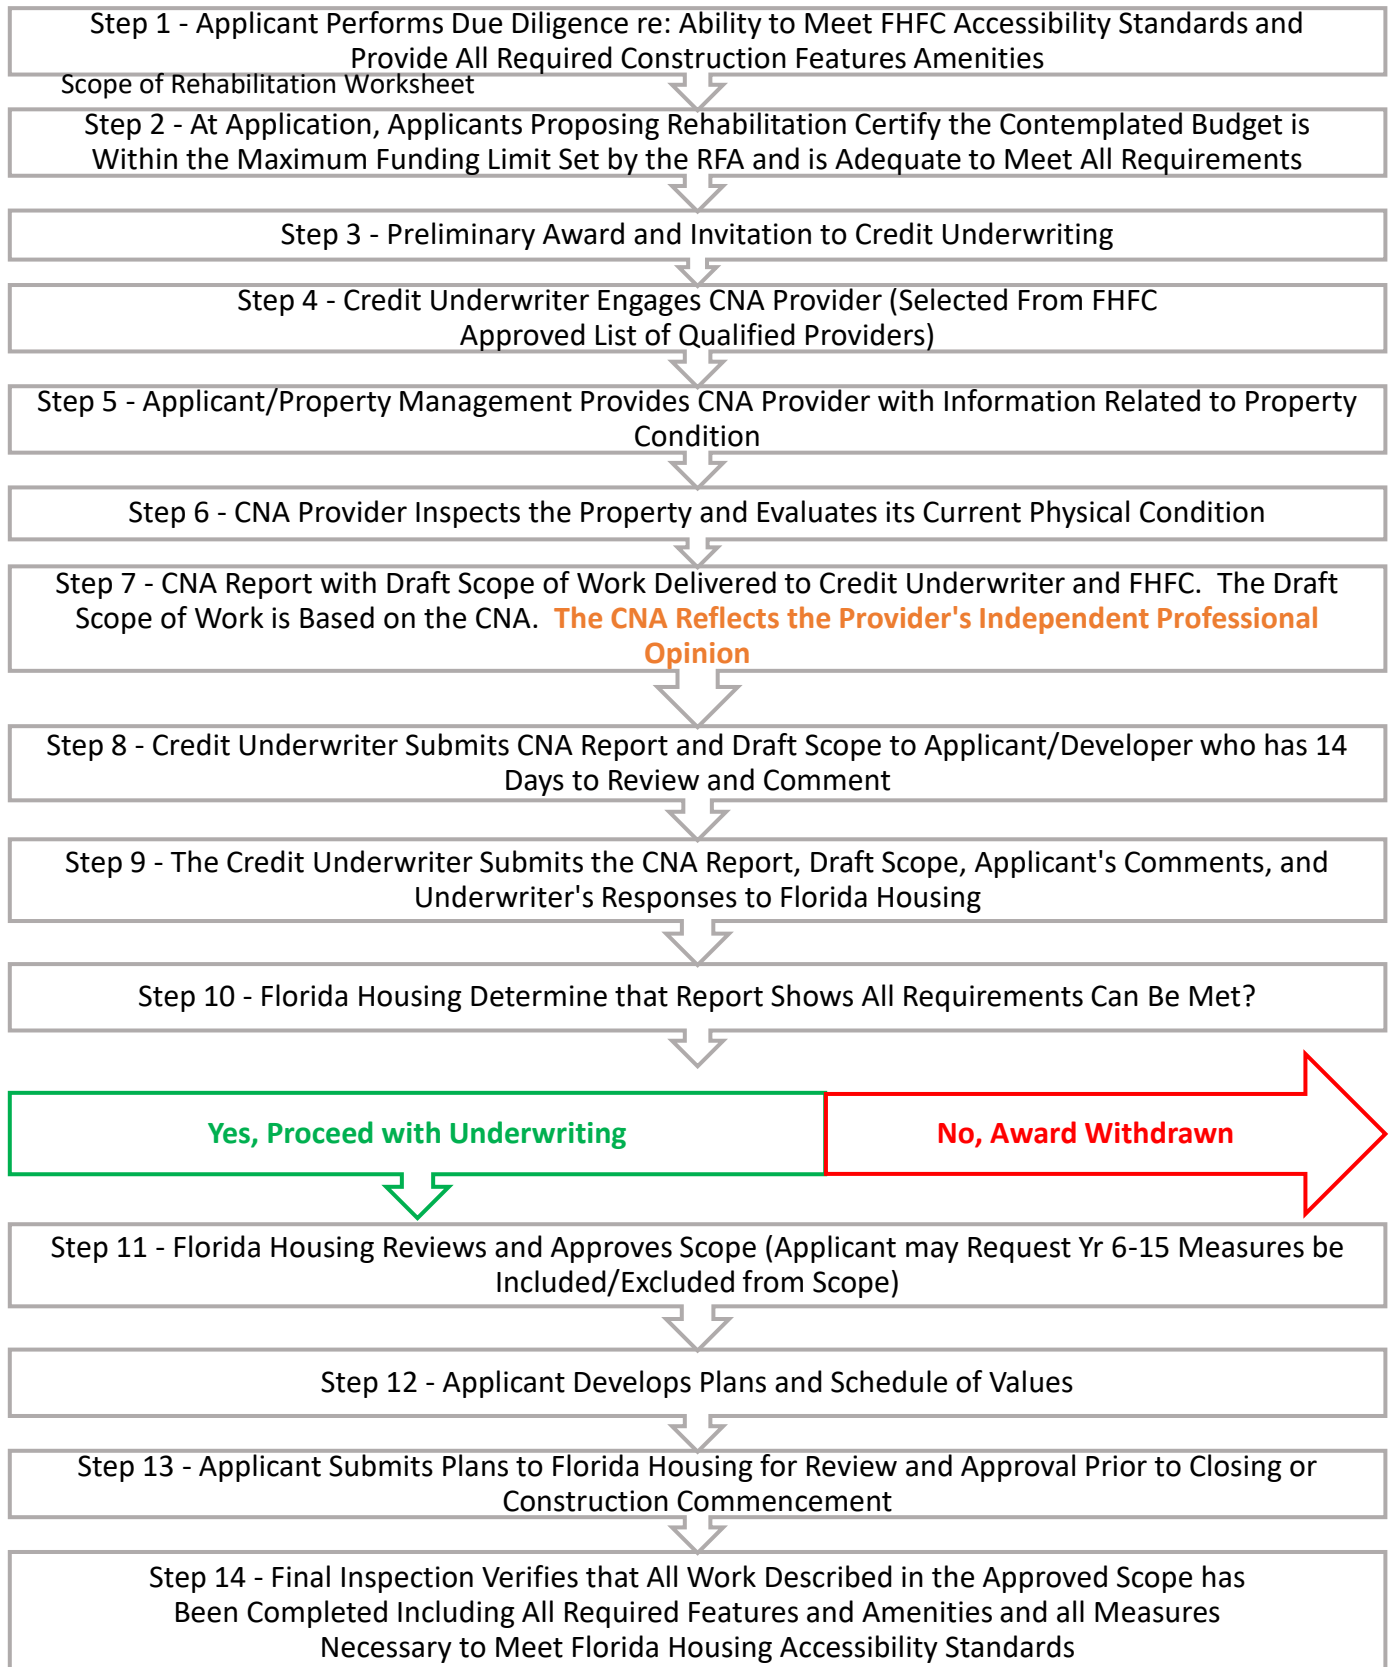 Step 1 - Applicant Performs Due Diligence re: Ability to Meet FHFC Accessibility Standards and
Provide All Required Construction Features Amenities
Scope of Rehabilitation Worksheet
Step 2 - At Application, Applicants Proposing Rehabilitation Certify the Contemplated Budget is
Within the Maximum Funding Limit Set by the RFA and is Adequate to Meet All Requirements
Step 3 - Preliminary Award and Invitation to Credit Underwriting
Step 4 - Credit Underwriter Engages CNA Provider (Selected From FHFC
Approved List of Qualified Providers)
Step 5 - Applicant/Property Management Provides CNA Provider with Information Related to Property
Condition
Step 6 - CNA Provider Inspects the Property and Evaluates its Current Physical Condition
Step 7 - CNA Report with Draft Scope of Work Delivered to Credit Underwriter and FHFC.  The Draft
Scope of Work is Based on the CNA.  The CNA Reflects the Provider's Independent Professional
Opinion
Step 8 - Credit Underwriter Submits CNA Report and Draft Scope to Applicant/Developer who has 14
Days to Review and Comment
Step 9 - The Credit Underwriter Submits the CNA Report, Draft Scope, Applicant's Comments, and
Underwriter's Responses to Florida Housing
Step 10 - Florida Housing Determine that Report Shows All Requirements Can Be Met?
Yes, Proceed with Underwriting
No, Award Withdrawn
Step 11 - Florida Housing Reviews and Approves Scope (Applicant may Request Yr 6-15 Measures be
Included/Excluded from Scope)
Step 12 - Applicant Develops Plans and Schedule of Values
Step 13 - Applicant Submits Plans to Florida Housing for Review and Approval Prior to Closing or
Construction Commencement
Step 14 - Final Inspection Verifies that All Work Described in the Approved Scope has
Been Completed Including All Required Features and Amenities and all Measures
Necessary to Meet Florida Housing Accessibility Standards